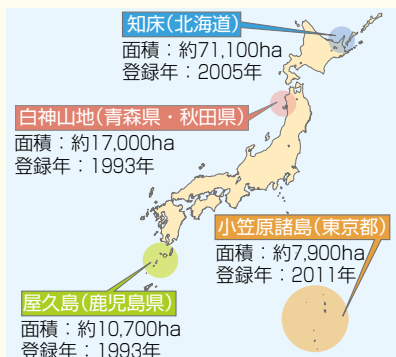 知床(北海道)
面積：約71,100ha
登録年：2005年
白神山地(青森県・秋田県)
面積：約17,000ha
登録年：1993年
小笠原諸島(東京都)
面積：約7,900ha
登録年：2011年
屋久島(鹿児島県)
面積：約10,700ha
登録年：1993年